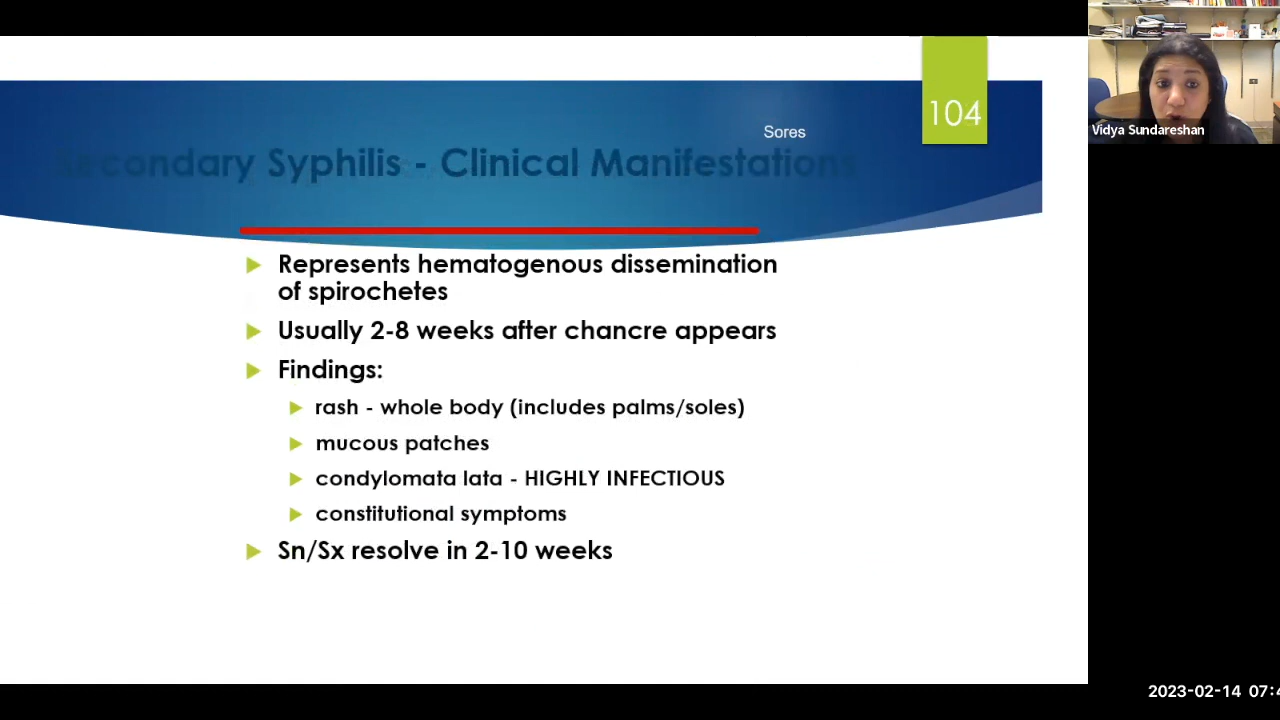 104
Sores
Secondary Syphilis - Clinical Manifestations
Represents hematogenous dissemination
of spirochetes
Usually 2-8 weeks after chancre appears
Findings:
rash - whole body (includes palms/soles)
mucous patches
condylomata lata - HIGHLY INFECTIOUS
constitutional symptoms
Sn/Sx resolve in 2-10 weeks
Vidya Sundareshan
2023-02-14